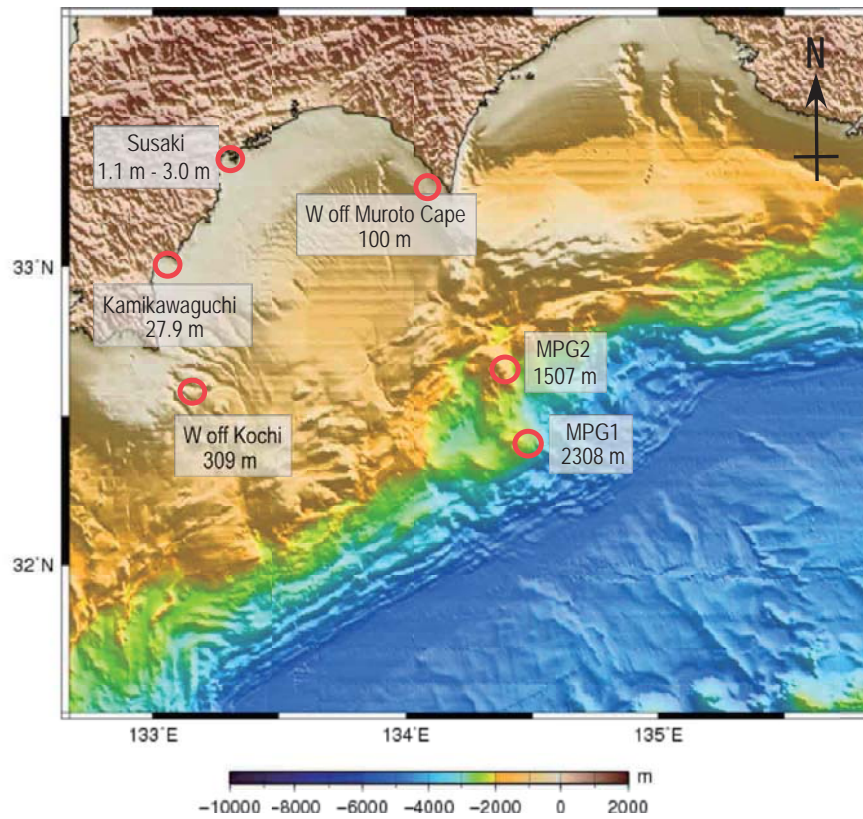 N
Susaki
1.1 m - 3.0 m
W off Muroto Cape
100 m
33°N
Kamikawaguchi
27.9 m
MPG2
1507 m
W off Kochi
309 m
MPG1
2308 m
32°N
133°E 134°E 135°E
m
-10000 -8000 -6000 -4000 -2000 0 2000